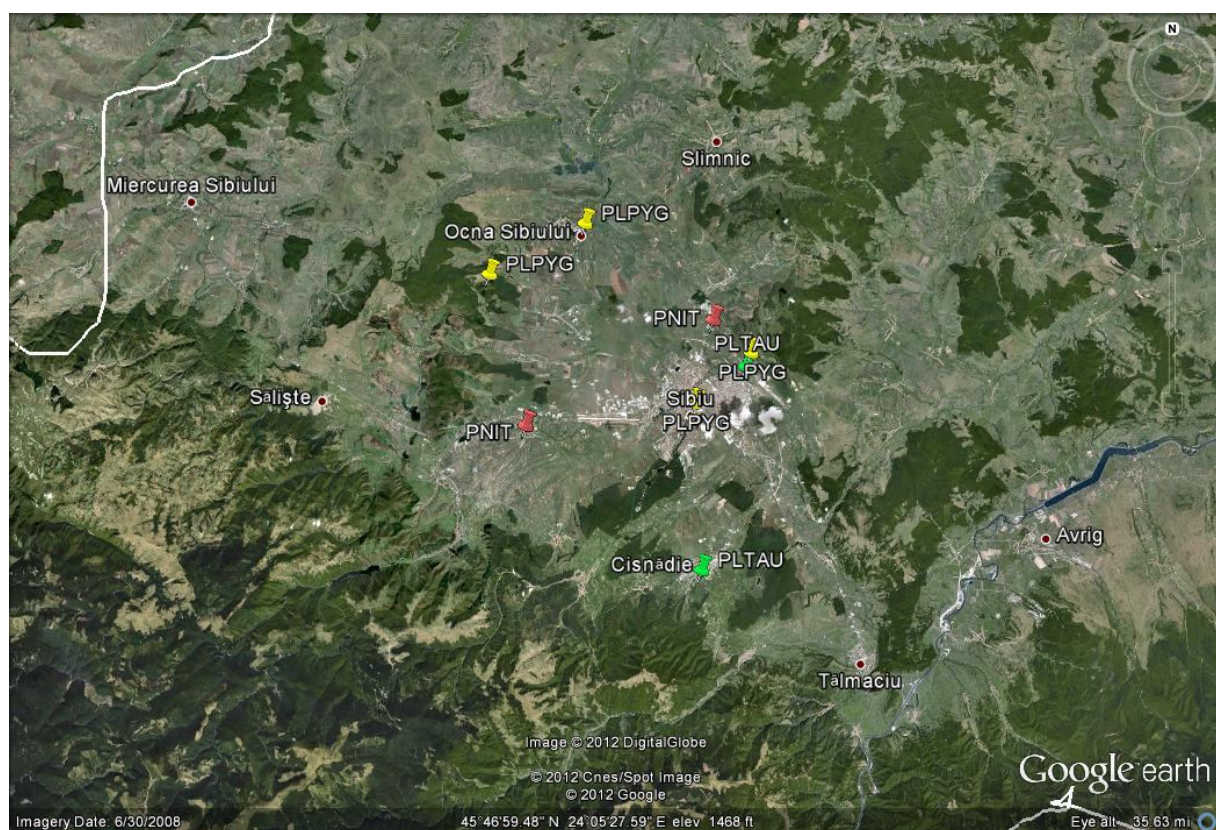 N
Slimnic
Miercurea Sibiului
PLPYG
Ocna Sibiului
PLPYG
PNIT
PLTAU
PLPYG
Sălişte
Sibiu
PLPYG
PNIT
Avrig
Cisnădie
PLTAU
Tălmaciu
Image © 2012 DigitalGlobe
© 2012 Cnes/Spot Image
© 2012 Google
Google earth
Imagery Date: 6/30/2008
45°46'59.48" N 24°05'27.59" E elev 1468 ft
Eye alt 35.63 mi